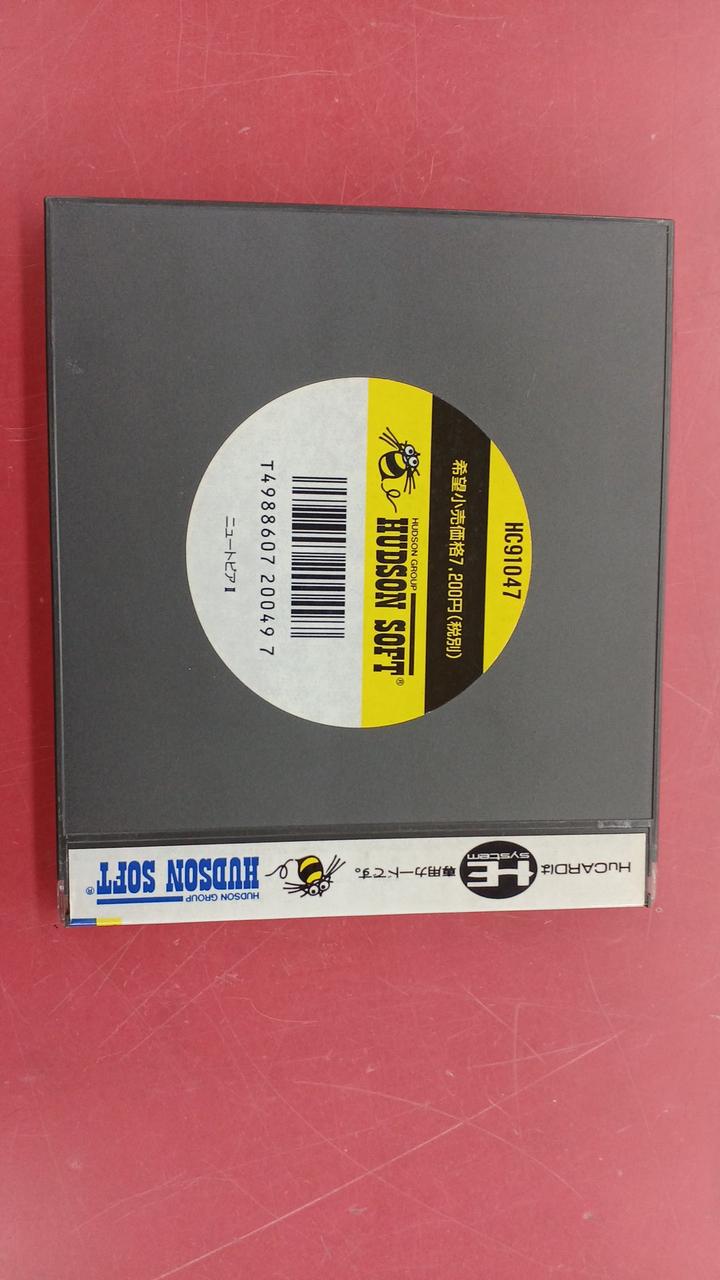 HC91047
希望小売価格7,200円(税別)
HUDSON GROUP
HUDSON SOFT®
T4988607 200049 7
ニュートピアⅡ
HuCARDは HE system 専用カードです。
HUDSON GROUP
HUDSON SOFT®